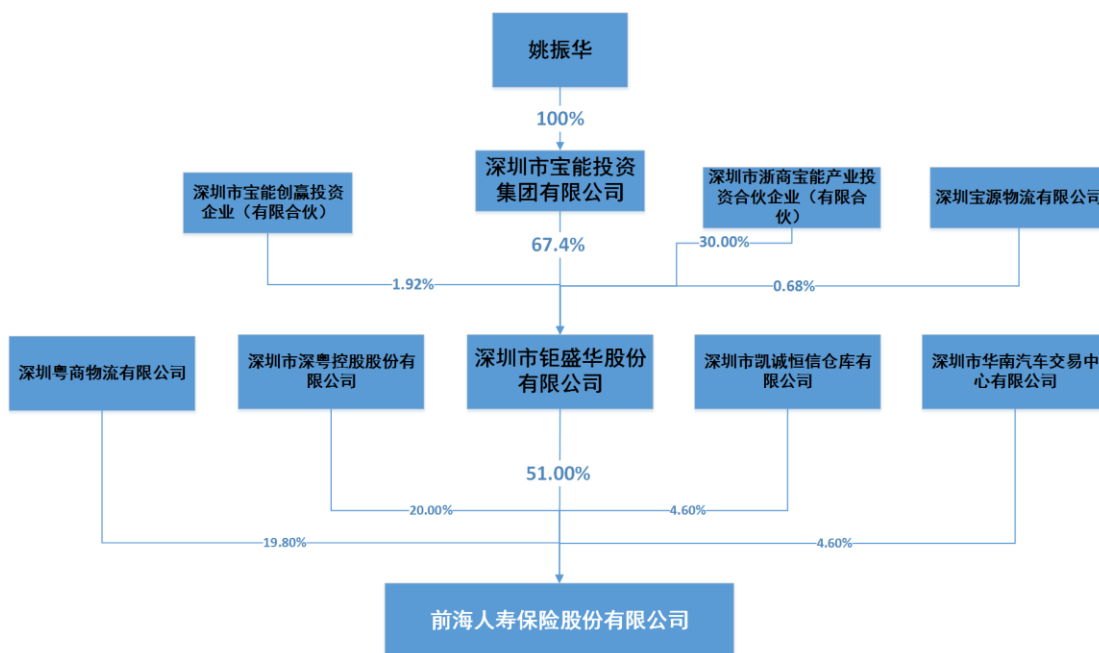 姚振华
100%
深圳市宝能投资
集团有限公司
深圳市宝能创赢投资
企业（有限合伙）
深圳市浙商宝能产业投
资合伙企业（有限合
伙）
深圳宝源物流有限公司
67.4%
30.00%
1.92%
0.68%
深圳粤商物流有限公司
深圳市深粤控股股份有
限公司
深圳市钜盛华股份
有限公司
深圳市凯诚恒信仓库有
限公司
深圳市华南汽车交易中
心有限公司
51.00%
20.00%
4.60%
19.80%
4.60%
前海人寿保险股份有限公司